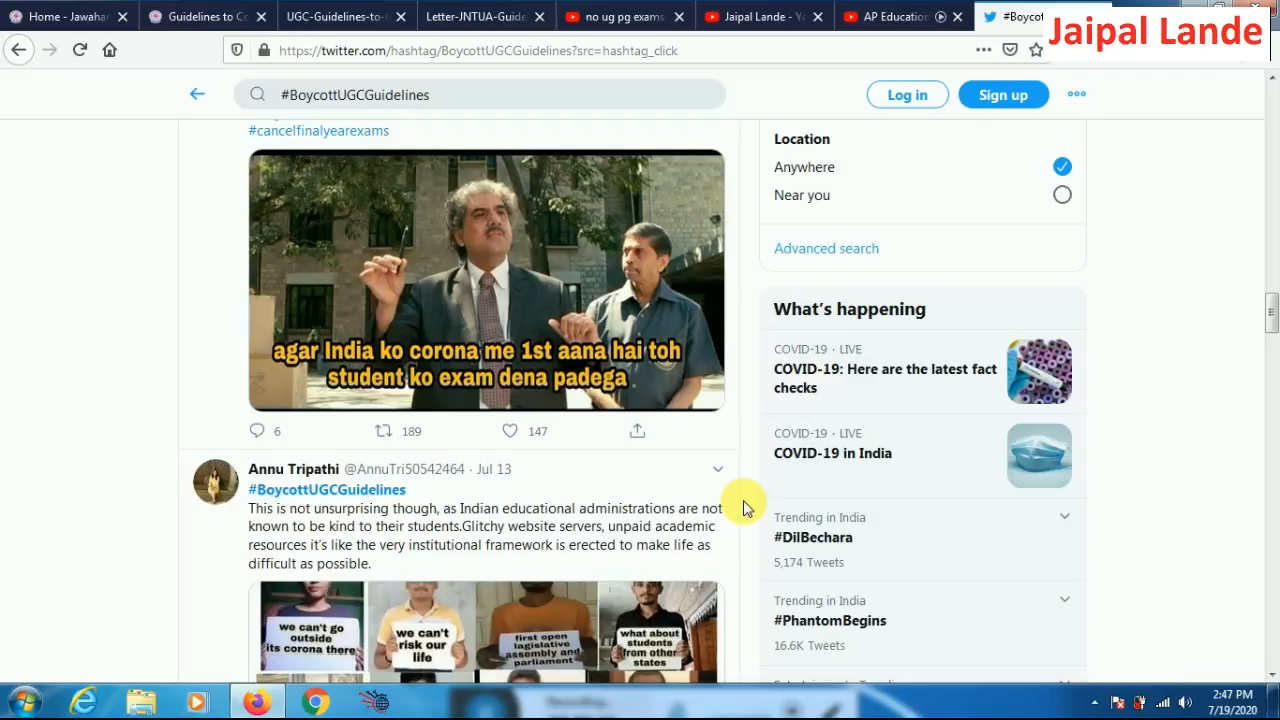 Home - Jawahar
Guidelines to Co
UGC-Guidelines-to-
Letter-JNTUA-Guide
no ug pg exams
Jaipal Lande - Yo
AP Education
#Boyco
Jaipal Lande
https://twitter.com/hashtag/BoycottUGCGuidelines?src=hashtag_click
#BoycottUGCGuidelines
Log in
Sign up
#cancelfinalyearexams
agar India ko corona me 1st aana hai toh
student ko exam dena padega
6
189
147
Annu Tripathi @AnnuTri50542464 · Jul 13
#BoycottUGCGuidelines
This is not unsurprising though, as Indian educational administrations are not
known to be kind to their students.Glitchy website servers, unpaid academic
resources it's like the very institutional framework is erected to make life as
difficult as possible.
we can't go
outside
its corona there
we can't
risk our
life
first open
lagislative
assembly and
parliament
what about
students
from other
states
Location
Anywhere
Near you
Advanced search
What's happening
COVID-19 · LIVE
COVID-19: Here are the latest fact
checks
COVID-19 · LIVE
COVID-19 in India
Trending in India
#DilBechara
5,174 Tweets
Trending in India
#PhantomBegins
16.6K Tweets
2:47 PM
7/19/2020